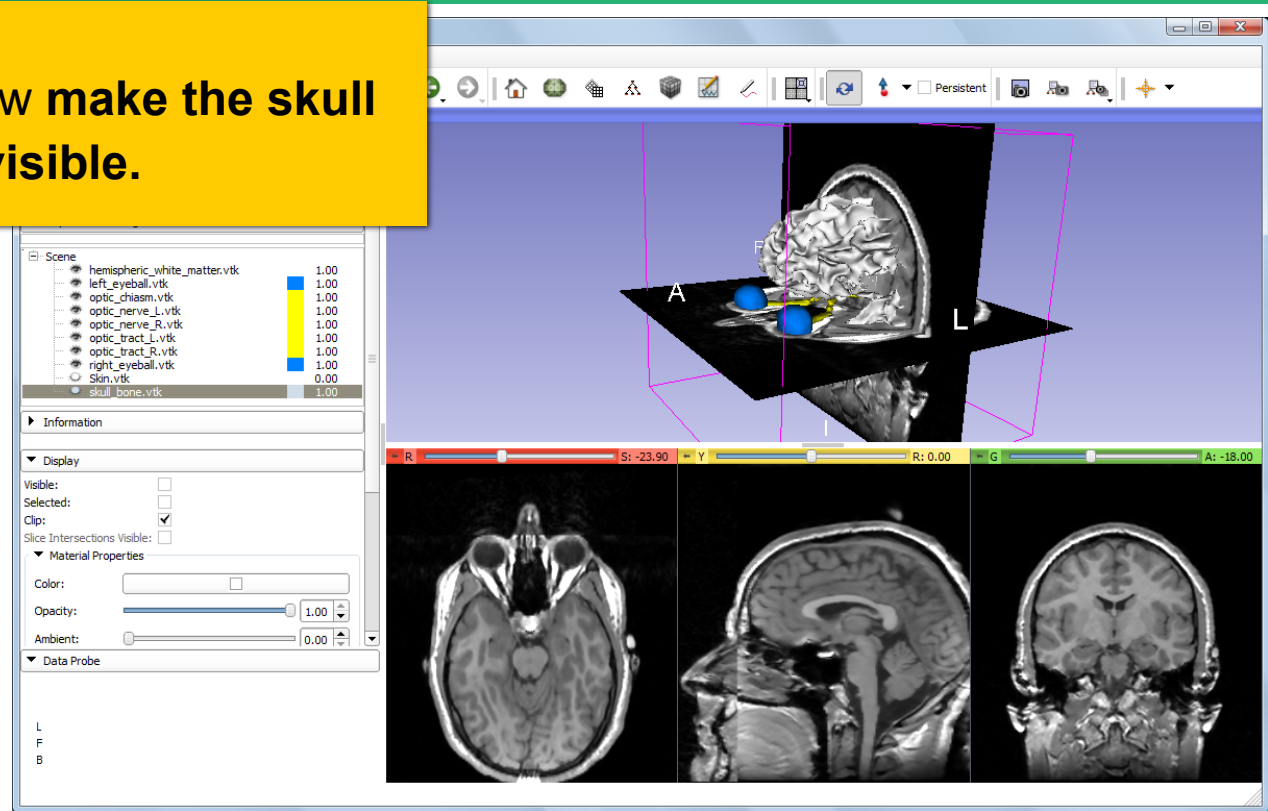 w make the skull
visible.
Persistent
Scene
hemispheric_white_matter.vtk 1.00
left_eyeball.vtk 1.00
optic_chiasm.vtk 1.00
optic_nerve_L.vtk 1.00
optic_nerve_R.vtk 1.00
optic_tract_L.vtk 1.00
optic_tract_R.vtk 1.00
right_eyeball.vtk 1.00
Skin.vtk 0.00
skull_bone.vtk 1.00
Information
Display
Visible:
Selected:
Clip:
Slice Intersections Visible:
Material Properties
Color:
Opacity: 1.00
Ambient: 0.00
Data Probe
L
F
B
F
A
L
I
R S: -23.90
Y R: 0.00
G A: -18.00